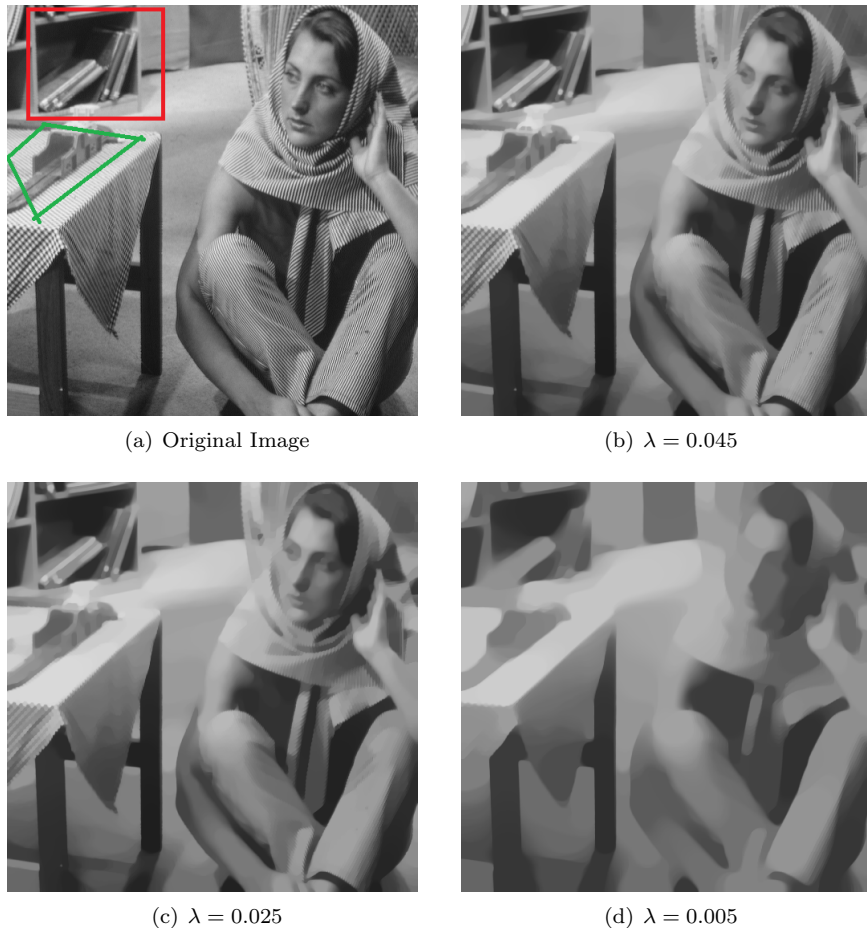 (a) Original Image
(b) λ = 0.045
(c) λ = 0.025
(d) λ = 0.005